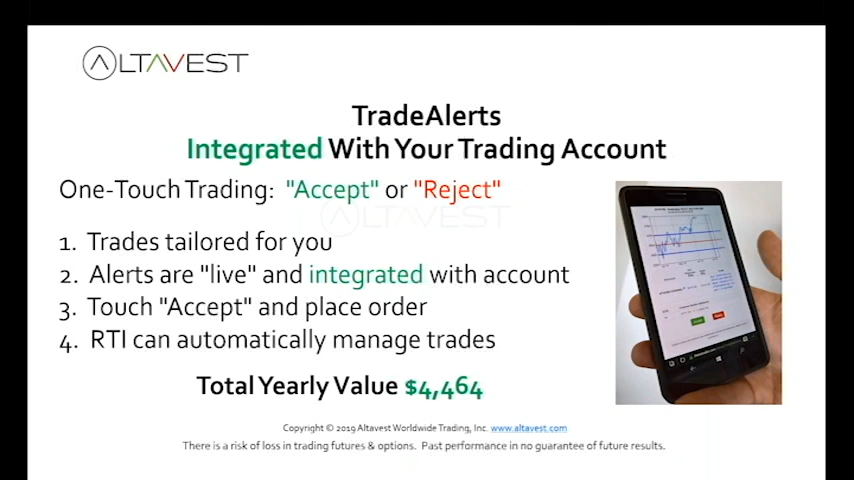 ALTAVEST
TradeAlerts
Integrated With Your Trading Account
One-Touch Trading: "Accept" or "Reject"
ALTAVEST
1. Trades tailored for you
2. Alerts are "live" and integrated with account
3. Touch "Accept" and place order
4. RTI can automatically manage trades
Total Yearly Value $4,464
Copyright © 2019 Altavest Worldwide Trading, Inc. www.altavest.com
There is a risk of loss in trading futures & options. Past performance in no guarantee of future results.